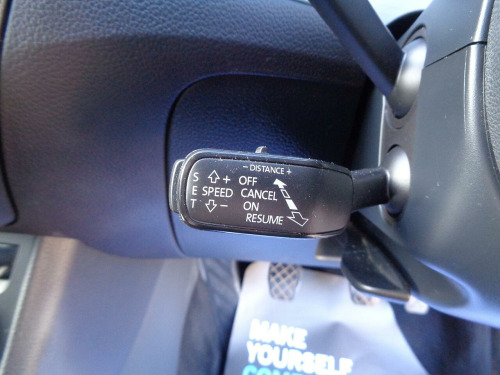 - DISTANCE +
S + OFF
E SPEED CANCEL
T - ON
RESUME
MAKE
YOURSELF